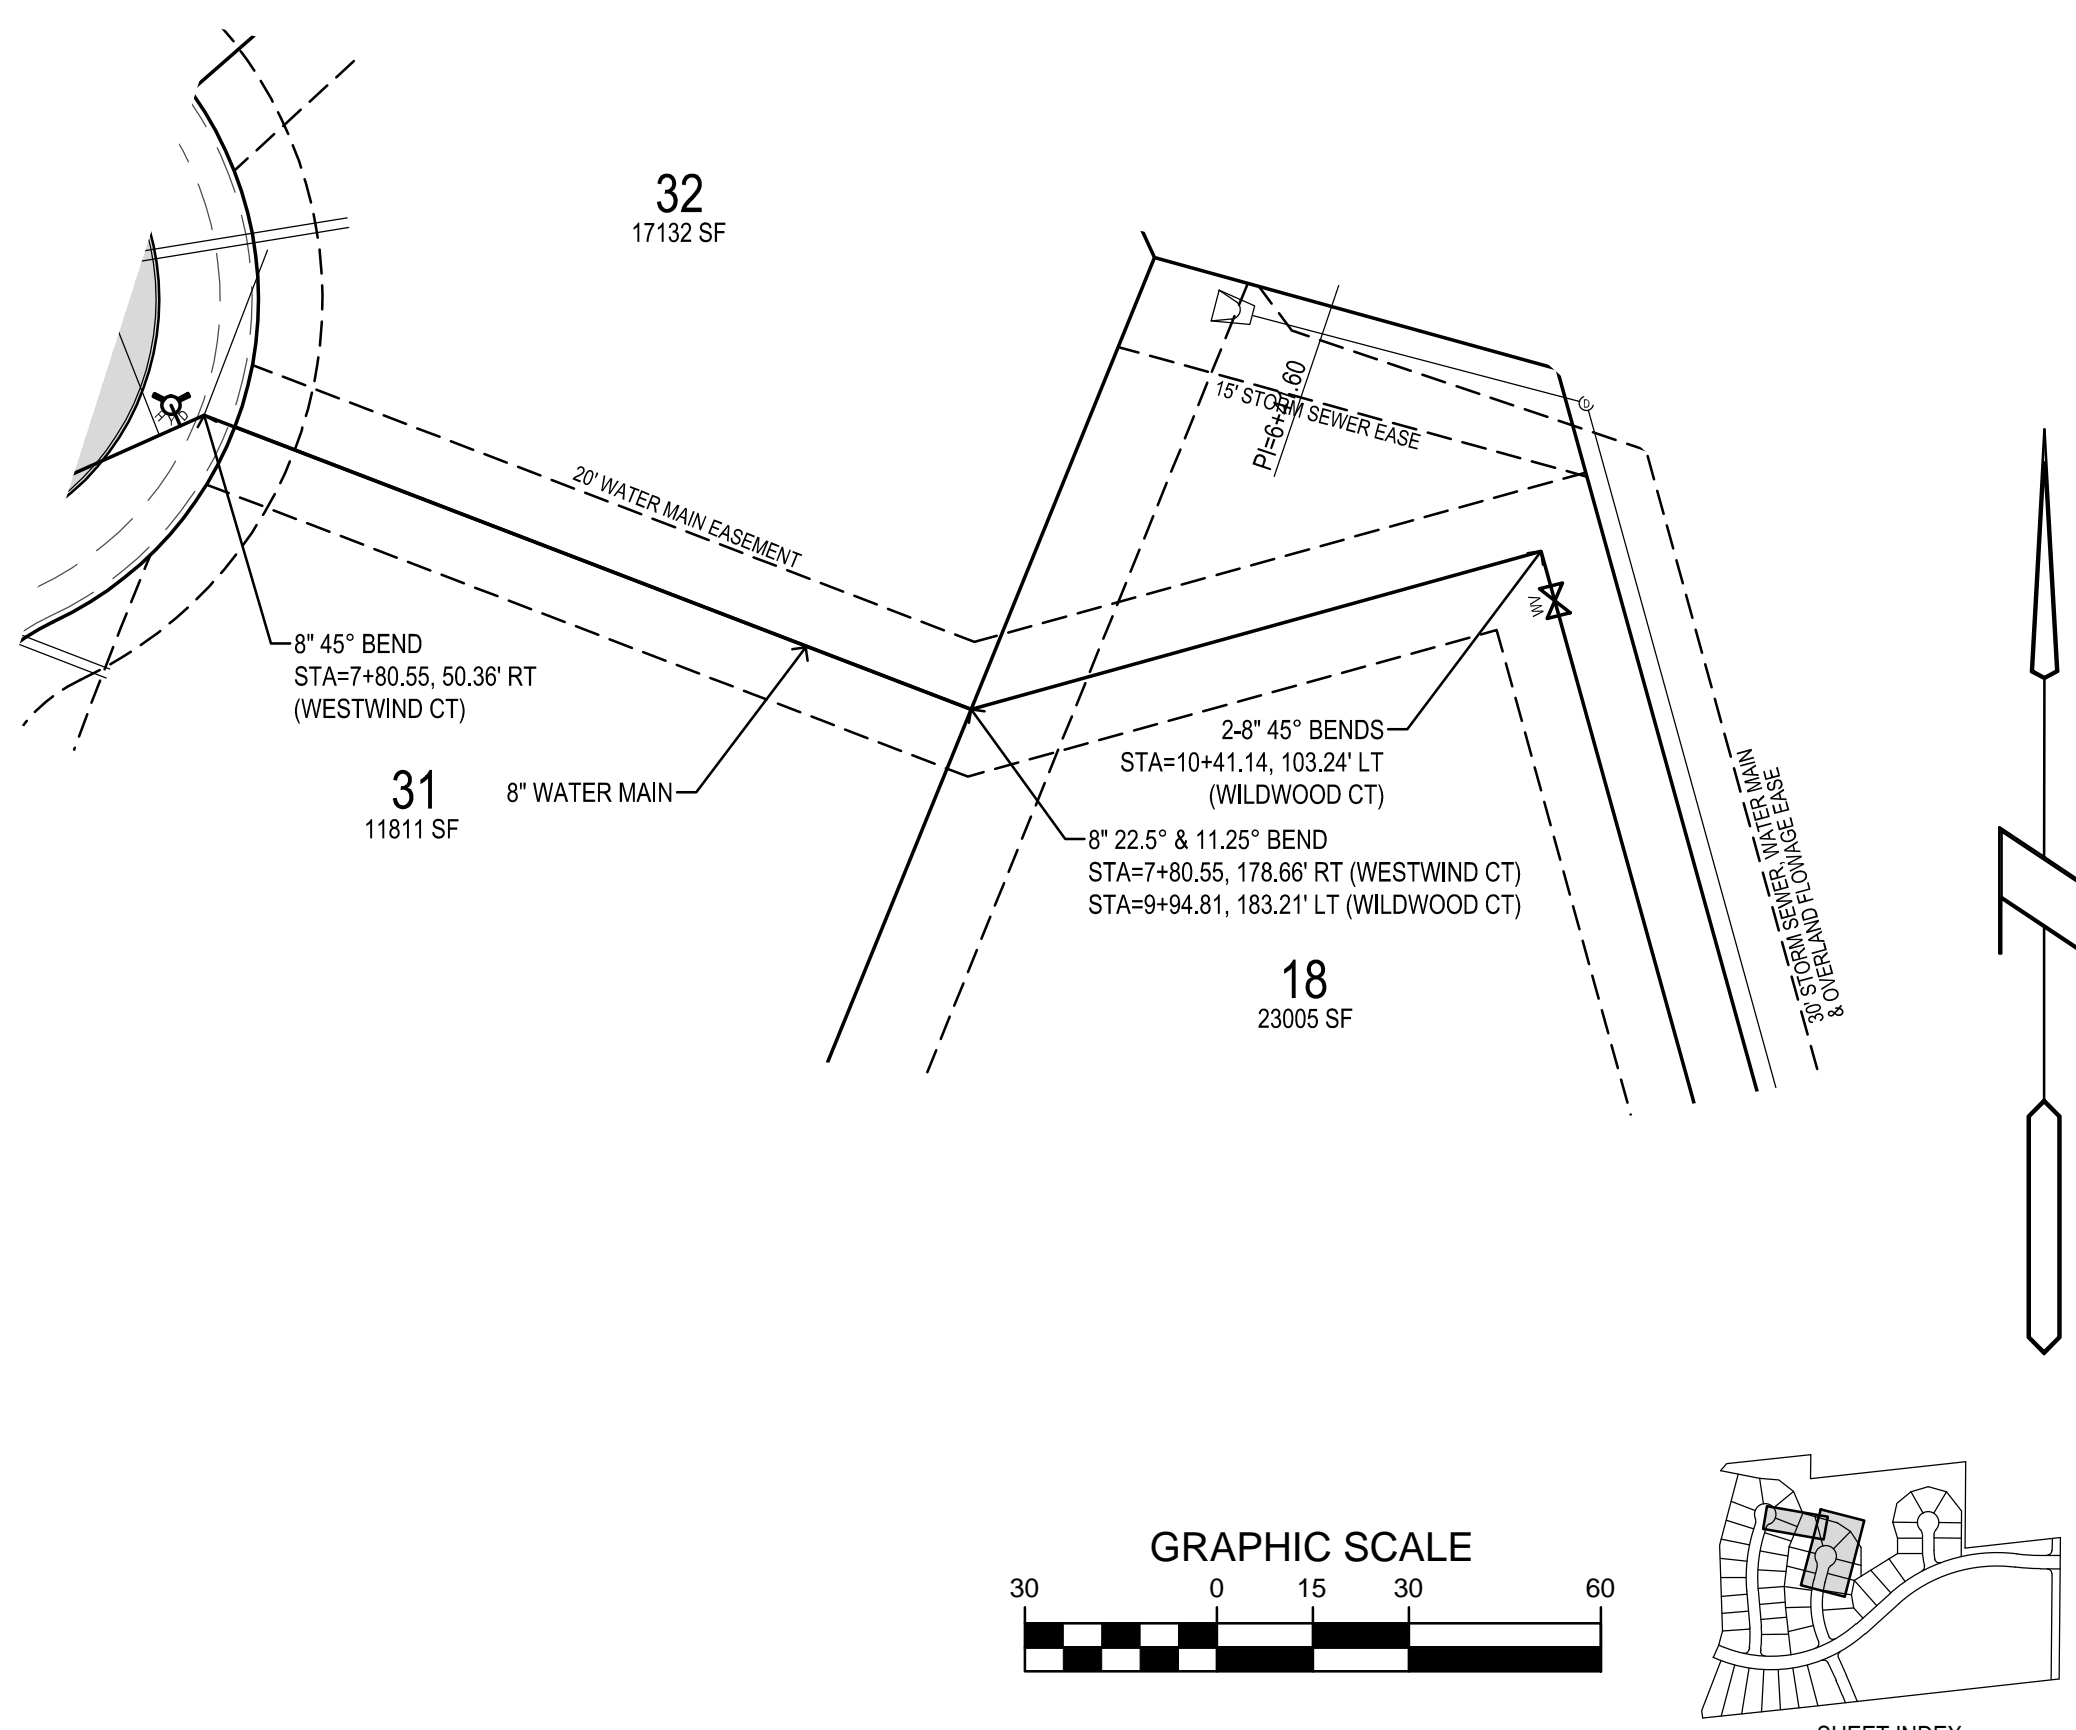 32
17132 SF
15' STORM SEWER EASE
20' WATER MAIN EASEMENT
HYD
WV
8" 45° BEND
STA=7+80.55, 50.36' RT
(WESTWIND CT)
31
11811 SF
8" WATER MAIN
2-8" 45° BENDS
STA=10+41.14, 103.24' LT
(WILDWOOD CT)
8" 22.5° & 11.25° BEND
STA=7+80.55, 178.66' RT (WESTWIND CT)
STA=9+94.81, 183.21' LT (WILDWOOD CT)
30' STORM SEWER, WATER MAIN
& OVERLAND FLOWAGE EASE
18
23005 SF
D
GRAPHIC SCALE
30 0 15 30 60
SHEET INDEX